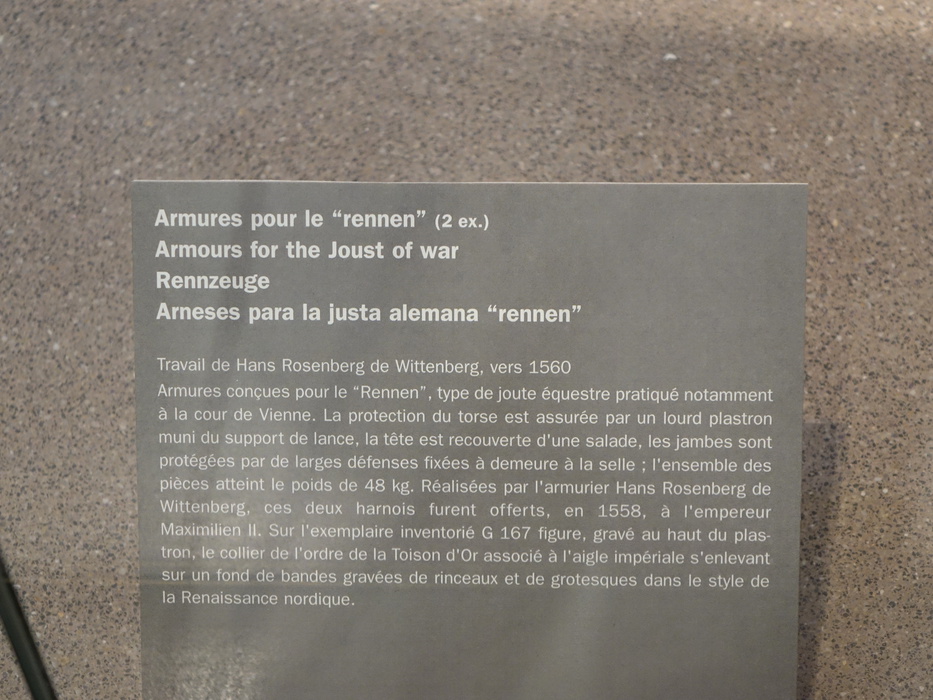 Armures pour le “rennen” (2 ex.)
Armours for the Joust of war
Rennzeuge
Arneses para la justa alemana “rennen”
Travail de Hans Rosenberg de Wittenberg, vers 1560
Armures conçues pour le “Rennen”, type de joute équestre pratiqué notamment
à la cour de Vienne. La protection du torse est assurée par un lourd plastron
muni du support de lance, la tête est recouverte d'une salade, les jambes sont
protégées par de larges défenses fixées à demeure à la selle ; l'ensemble des
pièces atteint le poids de 48 kg. Réalisées par l'armurier Hans Rosenberg de
Wittenberg, ces deux harnois furent offerts, en 1558, à l'empereur
Maximilien II. Sur l'exemplaire inventorié G 167 figure, gravé au haut du plas-
tron, le collier de l'ordre de la Toison d'Or associé à l'aigle impériale s'enlevant
sur un fond de bandes gravées de rinceaux et de grotesques dans le style de
la Renaissance nordique.